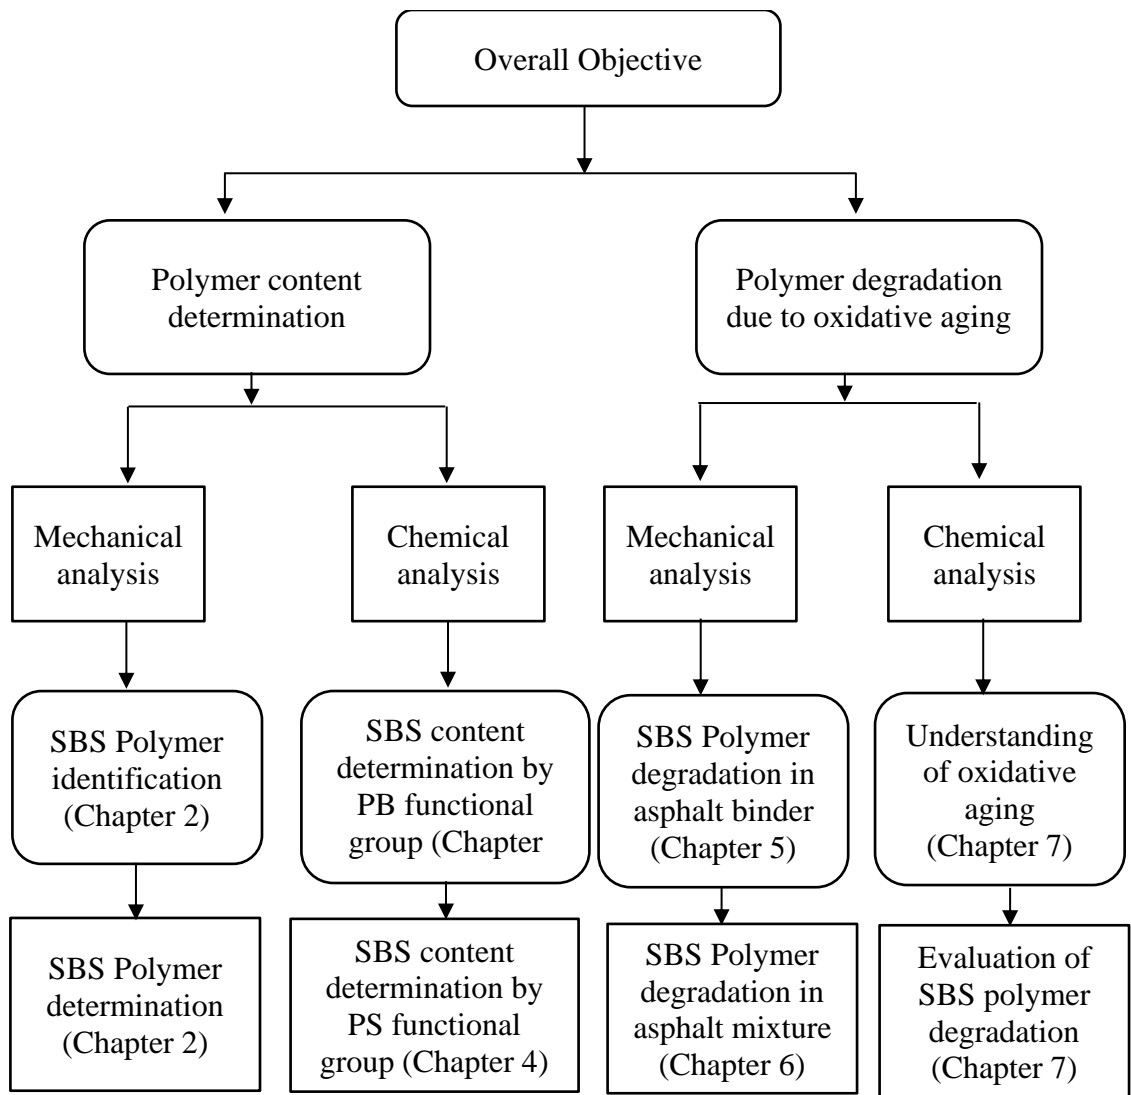 Overall Objective
Polymer content
determination
Polymer degradation
due to oxidative aging
Mechanical
analysis
Chemical
analysis
Mechanical
analysis
Chemical
analysis
SBS Polymer
identification
(Chapter 2)
SBS content
determination by
PB functional
group (Chapter
SBS Polymer
degradation in
asphalt binder
(Chapter 5)
Understanding
of oxidative
aging
(Chapter 7)
SBS Polymer
determination
(Chapter 2)
SBS content
determination by
PS functional
group (Chapter 4)
SBS Polymer
degradation in
asphalt mixture
(Chapter 6)
Evaluation of
SBS polymer
degradation
(Chapter 7)